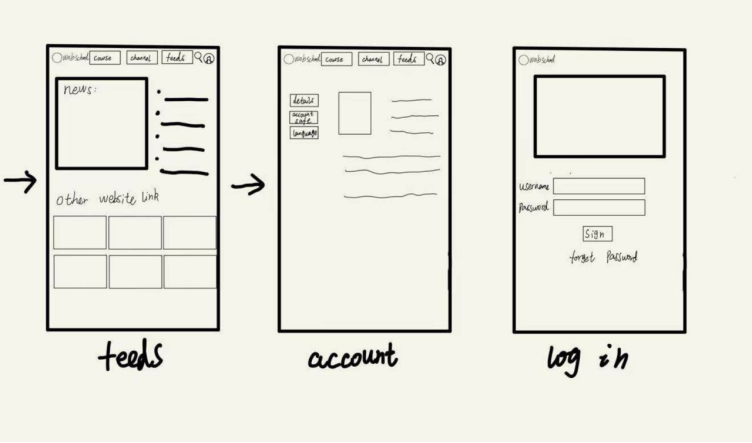 webschool course channel feeds
news:
Other website link
feeds
webschool course channel feeds
details
account safe
language
account
webschool
username
Password
Sign
forget Password
log in